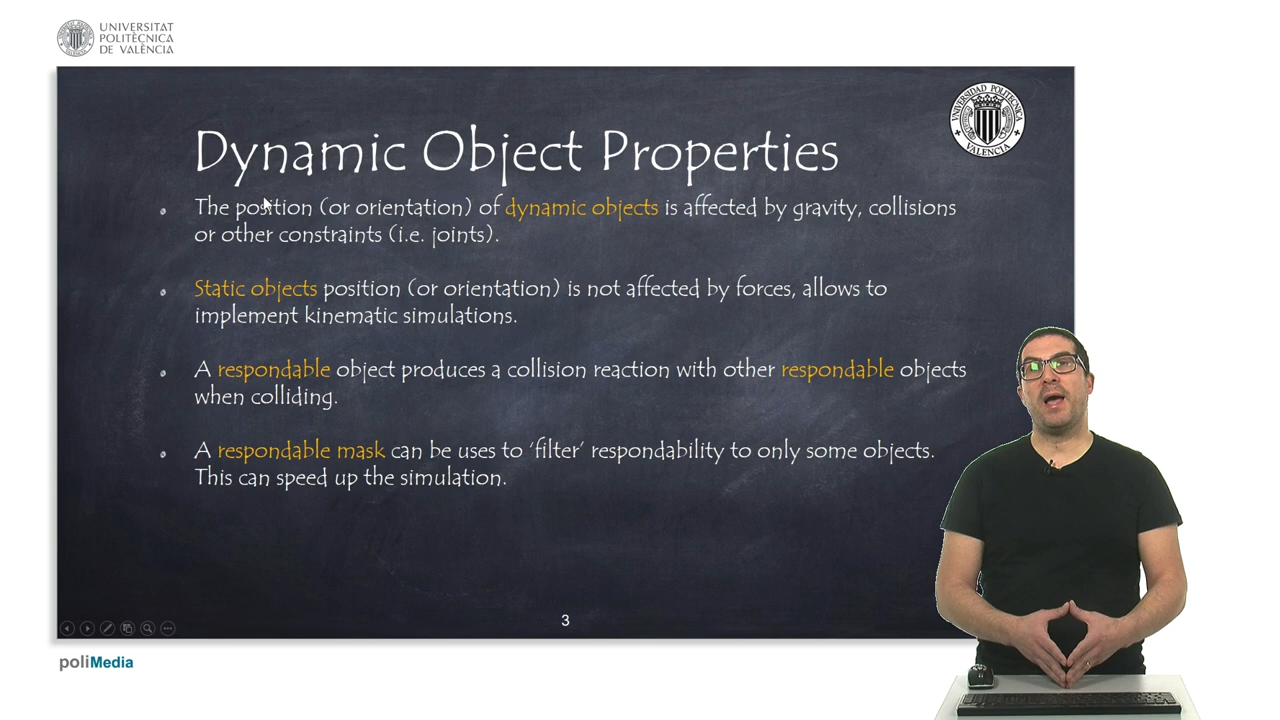 UNIVERSITAT
POLITÈCNICA
DE VALÈNCIA
UNIVERSIDAD POLITECNICA
VALENCIA
Dynamic Object Properties
The position (or orientation) of dynamic objects is affected by gravity, collisions
or other constraints (i.e. joints).
Static objects position (or orientation) is not affected by forces, allows to
implement kinematic simulations.
A respondable object produces a collision reaction with other respondable objects
when colliding.
A respondable mask can be uses to ‘filter’ respondability to only some objects.
This can speed up the simulation.
3
poliMedia